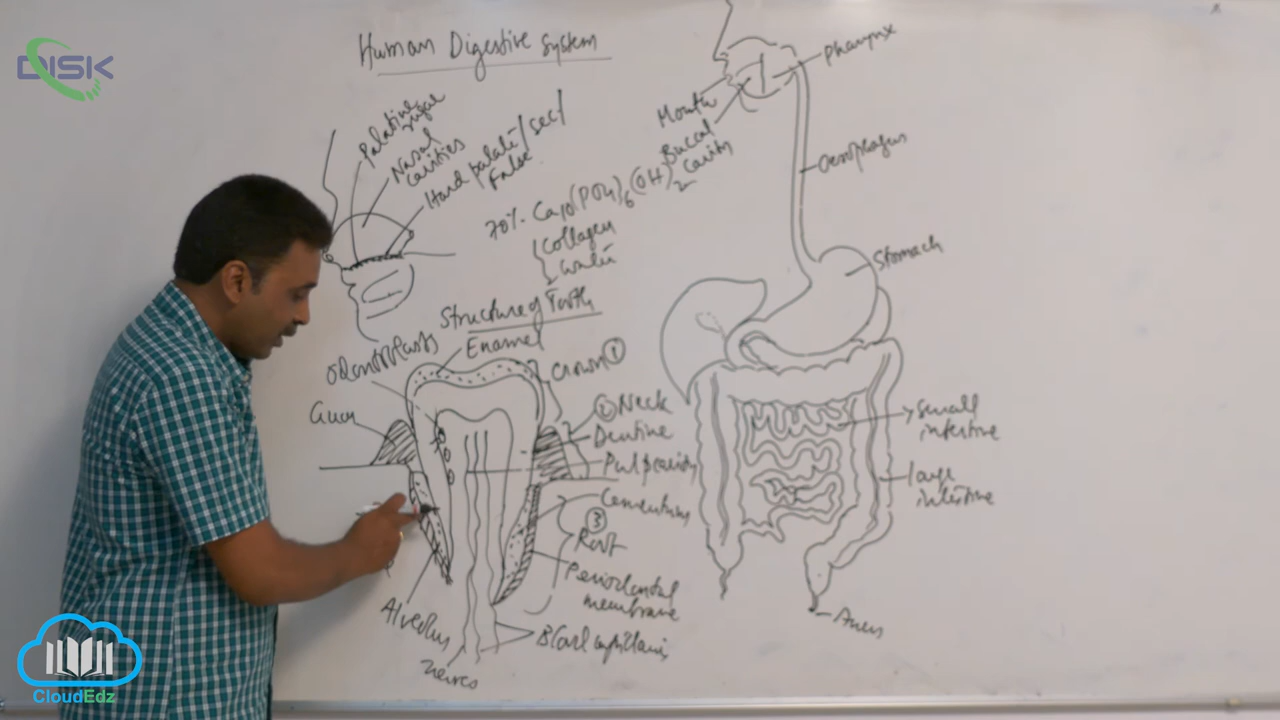 DISK
Human Digestive System
Palatine
rugae
Nasal
cavities
Hard palate/sec/
False
70%. Ca10(PO4)6(OH)2
Collagen
water
Structure of Tooth
Odontoblasts
Enamel
Crown ①
Gum
② Neck
Dentine
Pulp cavity
Cementum
③
Root
Periodontal
membrane
Alveolus
Blood capillaries
nerves
Pharynx
Mouth
Buccal
cavity
Oesophagus
Stomach
Small
intestine
large
intestine
Anus
CloudEdz